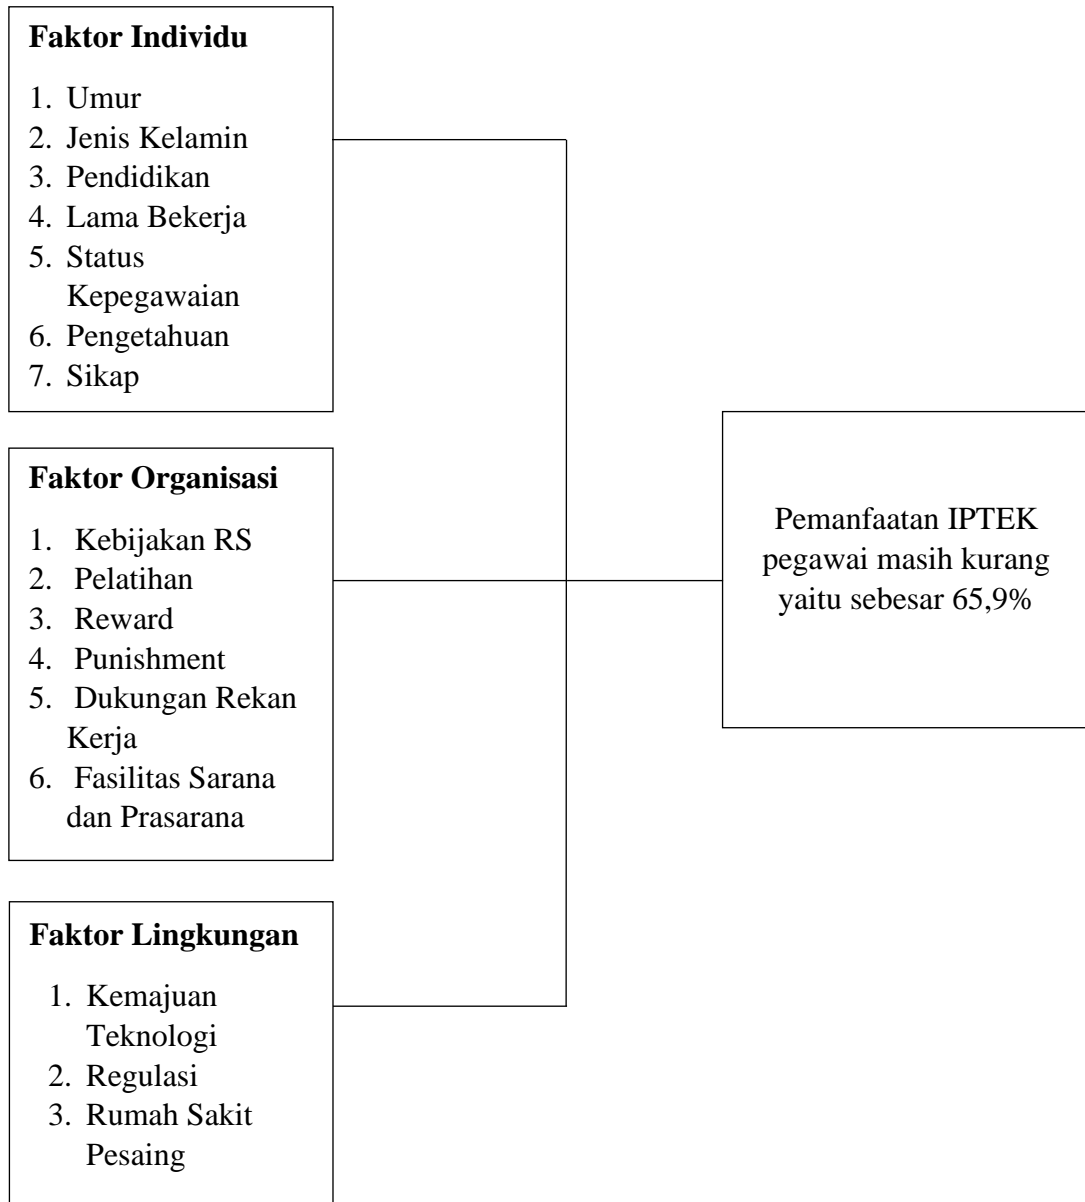 Faktor Individu
1. Umur
2. Jenis Kelamin
3. Pendidikan
4. Lama Bekerja
5. Status
Kepegawaian
6. Pengetahuan
7. Sikap
Faktor Organisasi
1. Kebijakan RS
2. Pelatihan
3. Reward
4. Punishment
5. Dukungan Rekan
Kerja
6. Fasilitas Sarana
dan Prasarana
Faktor Lingkungan
1. Kemajuan
Teknologi
2. Regulasi
3. Rumah Sakit
Pesaing
Pemanfaatan IPTEK
pegawai masih kurang
yaitu sebesar 65,9%